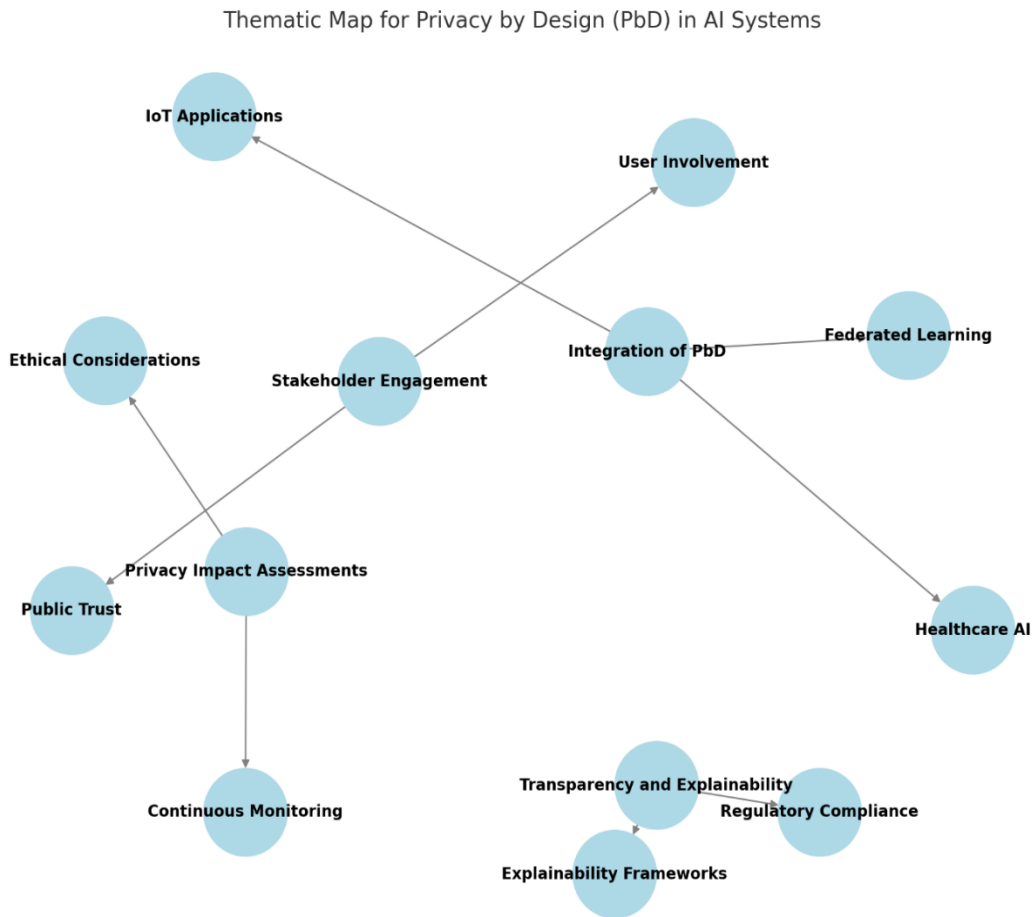 Thematic Map for Privacy by Design (PbD) in AI Systems
IoT Applications
User Involvement
Federated Learning
Integration of PbD
Ethical Considerations
Stakeholder Engagement
Privacy Impact Assessments
Public Trust
Healthcare AI
Transparency and Explainability
Continuous Monitoring
Regulatory Compliance
Explainability Frameworks